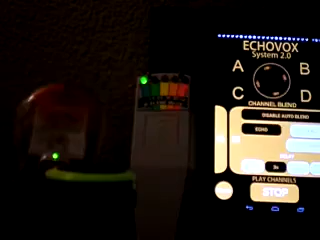 ECHOVOX
System 2.0
A
B
C
D
CHANNEL BLEND
DISABLE AUTO BLEND
ECHO
PLAY CHANNELS
STOP